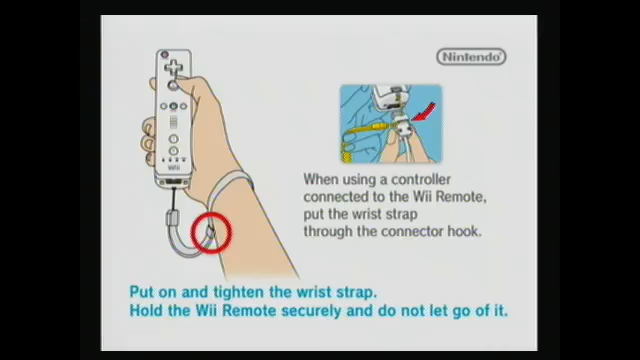 Nintendo
When using a controller
connected to the Wii Remote,
put the wrist strap
through the connector hook.
Put on and tighten the wrist strap.
Hold the Wii Remote securely and do not let go of it.